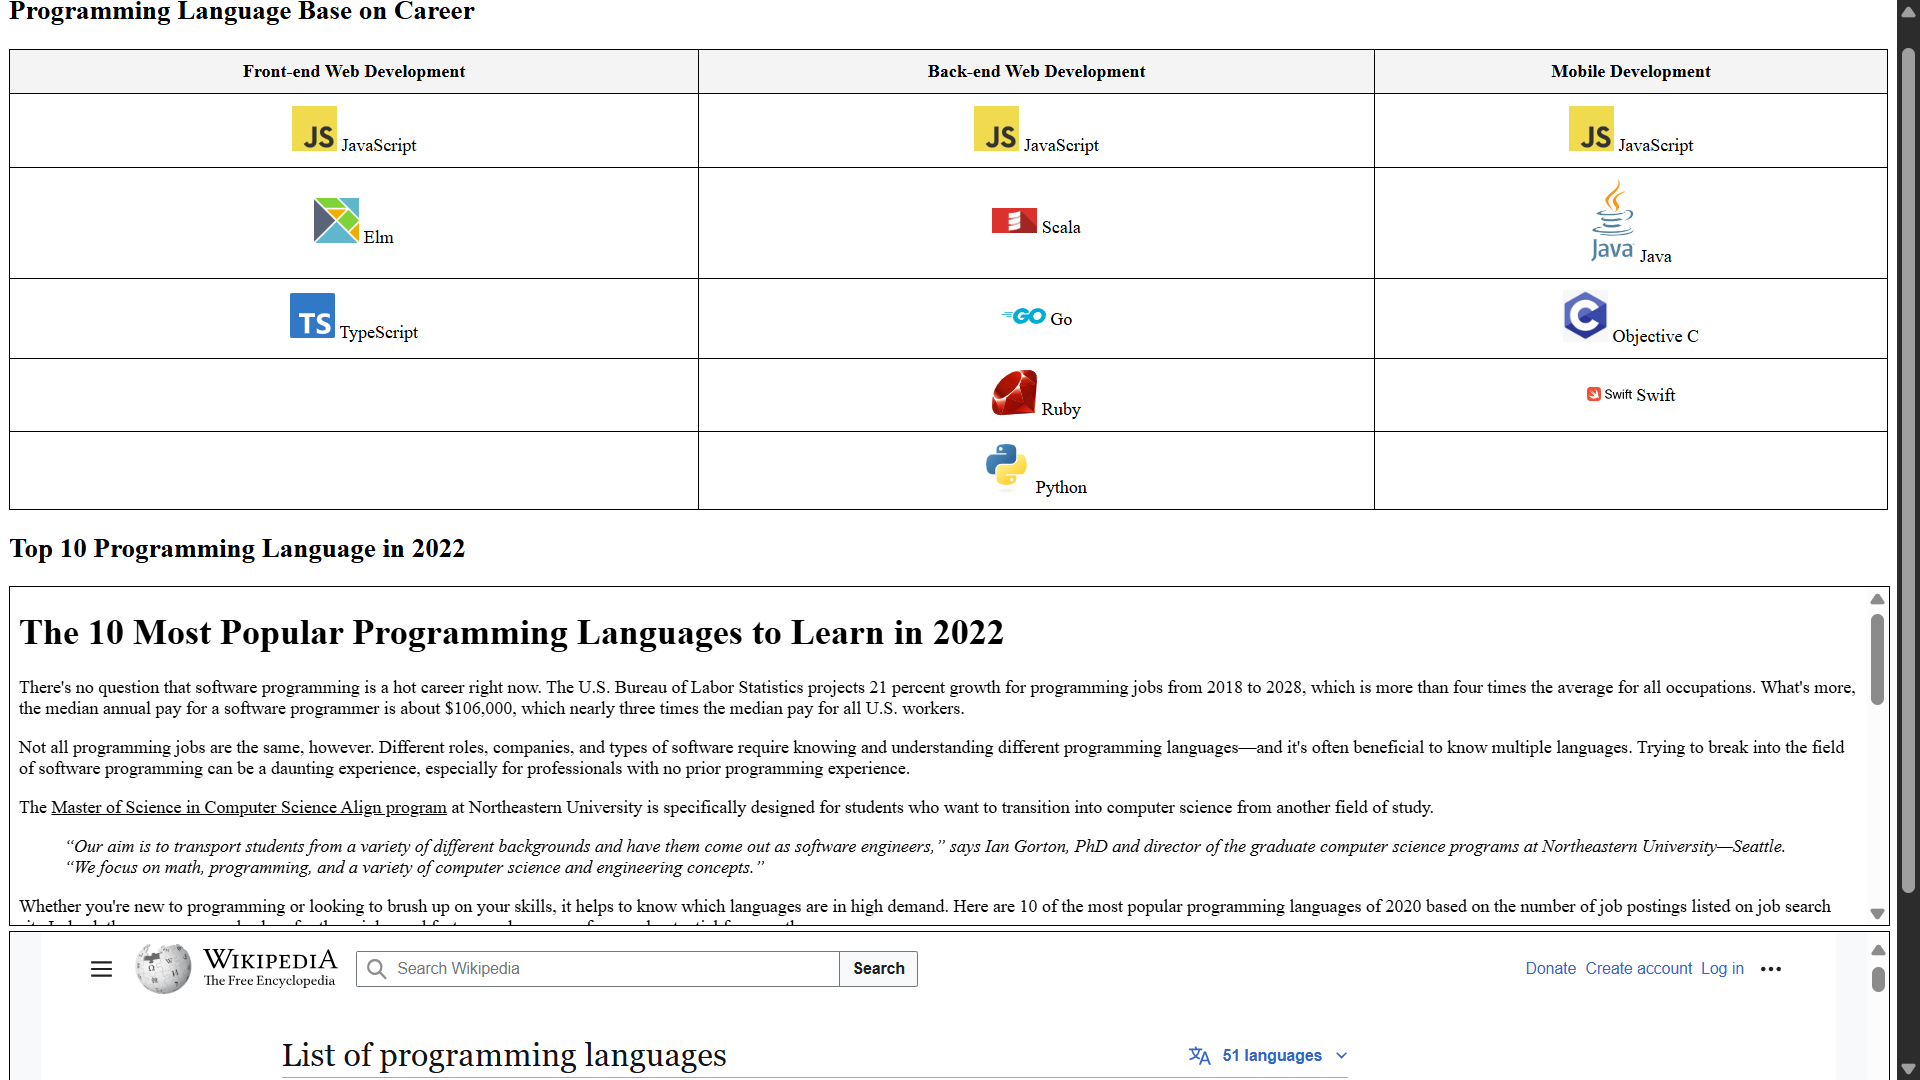 Programming Language Base on Career
Front-end Web Development Back-end Web Development Mobile Development
JS JavaScript JS JavaScript JS JavaScript
Elm Scala Java Java
TS TypeScript GO Go C Objective C
Ruby Swift Swift
Python
Top 10 Programming Language in 2022
The 10 Most Popular Programming Languages to Learn in 2022
There's no question that software programming is a hot career right now. The U.S. Bureau of Labor Statistics projects 21 percent growth for programming jobs from 2018 to 2028, which is more than four times the average for all occupations. What's more,
the median annual pay for a software programmer is about $106,000, which nearly three times the median pay for all U.S. workers.
Not all programming jobs are the same, however. Different roles, companies, and types of software require knowing and understanding different programming languages—and it's often beneficial to know multiple languages. Trying to break into the field
of software programming can be a daunting experience, especially for professionals with no prior programming experience.
The Master of Science in Computer Science Align program at Northeastern University is specifically designed for students who want to transition into computer science from another field of study.
“Our aim is to transport students from a variety of different backgrounds and have them come out as software engineers,” says Ian Gorton, PhD and director of the graduate computer science programs at Northeastern University—Seattle.
“We focus on math, programming, and a variety of computer science and engineering concepts.”
Whether you're new to programming or looking to brush up on your skills, it helps to know which languages are in high demand. Here are 10 of the most popular programming languages of 2020 based on the number of job postings listed on job search
WIKIPEDIA Search Wikipedia Search Donate Create account Log in
The Free Encyclopedia
List of programming languages 51 languages